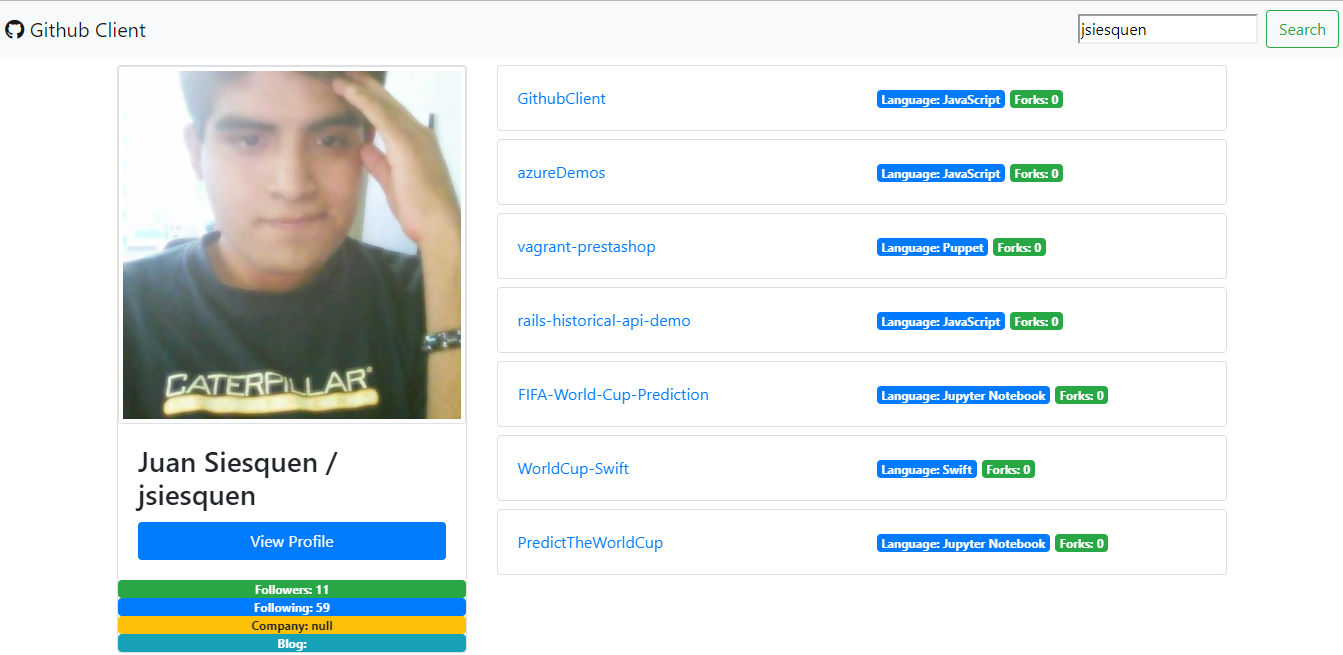 Github Client
jsiesquen
Search
CATERPILLAR®
Juan Siesquen /
jsiesquen
View Profile
Followers: 11
Following: 59
Company: null
Blog:
GithubClient
Language: JavaScript Forks: 0
azureDemos
Language: JavaScript Forks: 0
vagrant-prestashop
Language: Puppet Forks: 0
rails-historical-api-demo
Language: JavaScript Forks: 0
FIFA-World-Cup-Prediction
Language: Jupyter Notebook Forks: 0
WorldCup-Swift
Language: Swift Forks: 0
PredictTheWorldCup
Language: Jupyter Notebook Forks: 0